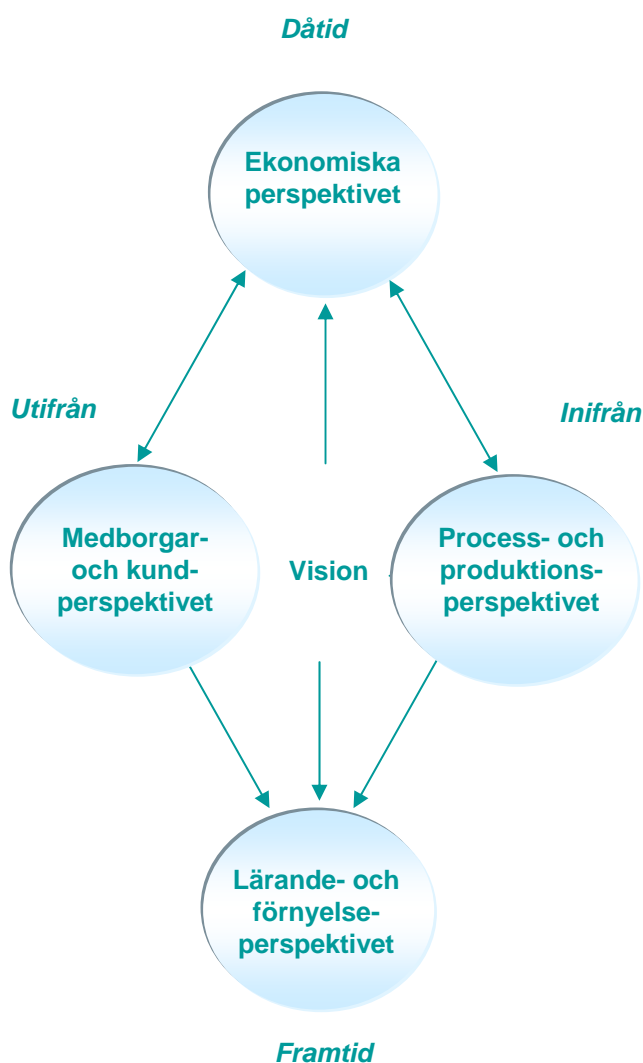 Dåtid
Ekonomiska
perspektivet
Utifrån
Inifrån
Medborgar-
och kund-
perspektivet
Vision
Process- och
produktions-
perspektivet
Lärande- och
förnyelse-
perspektivet
Framtid